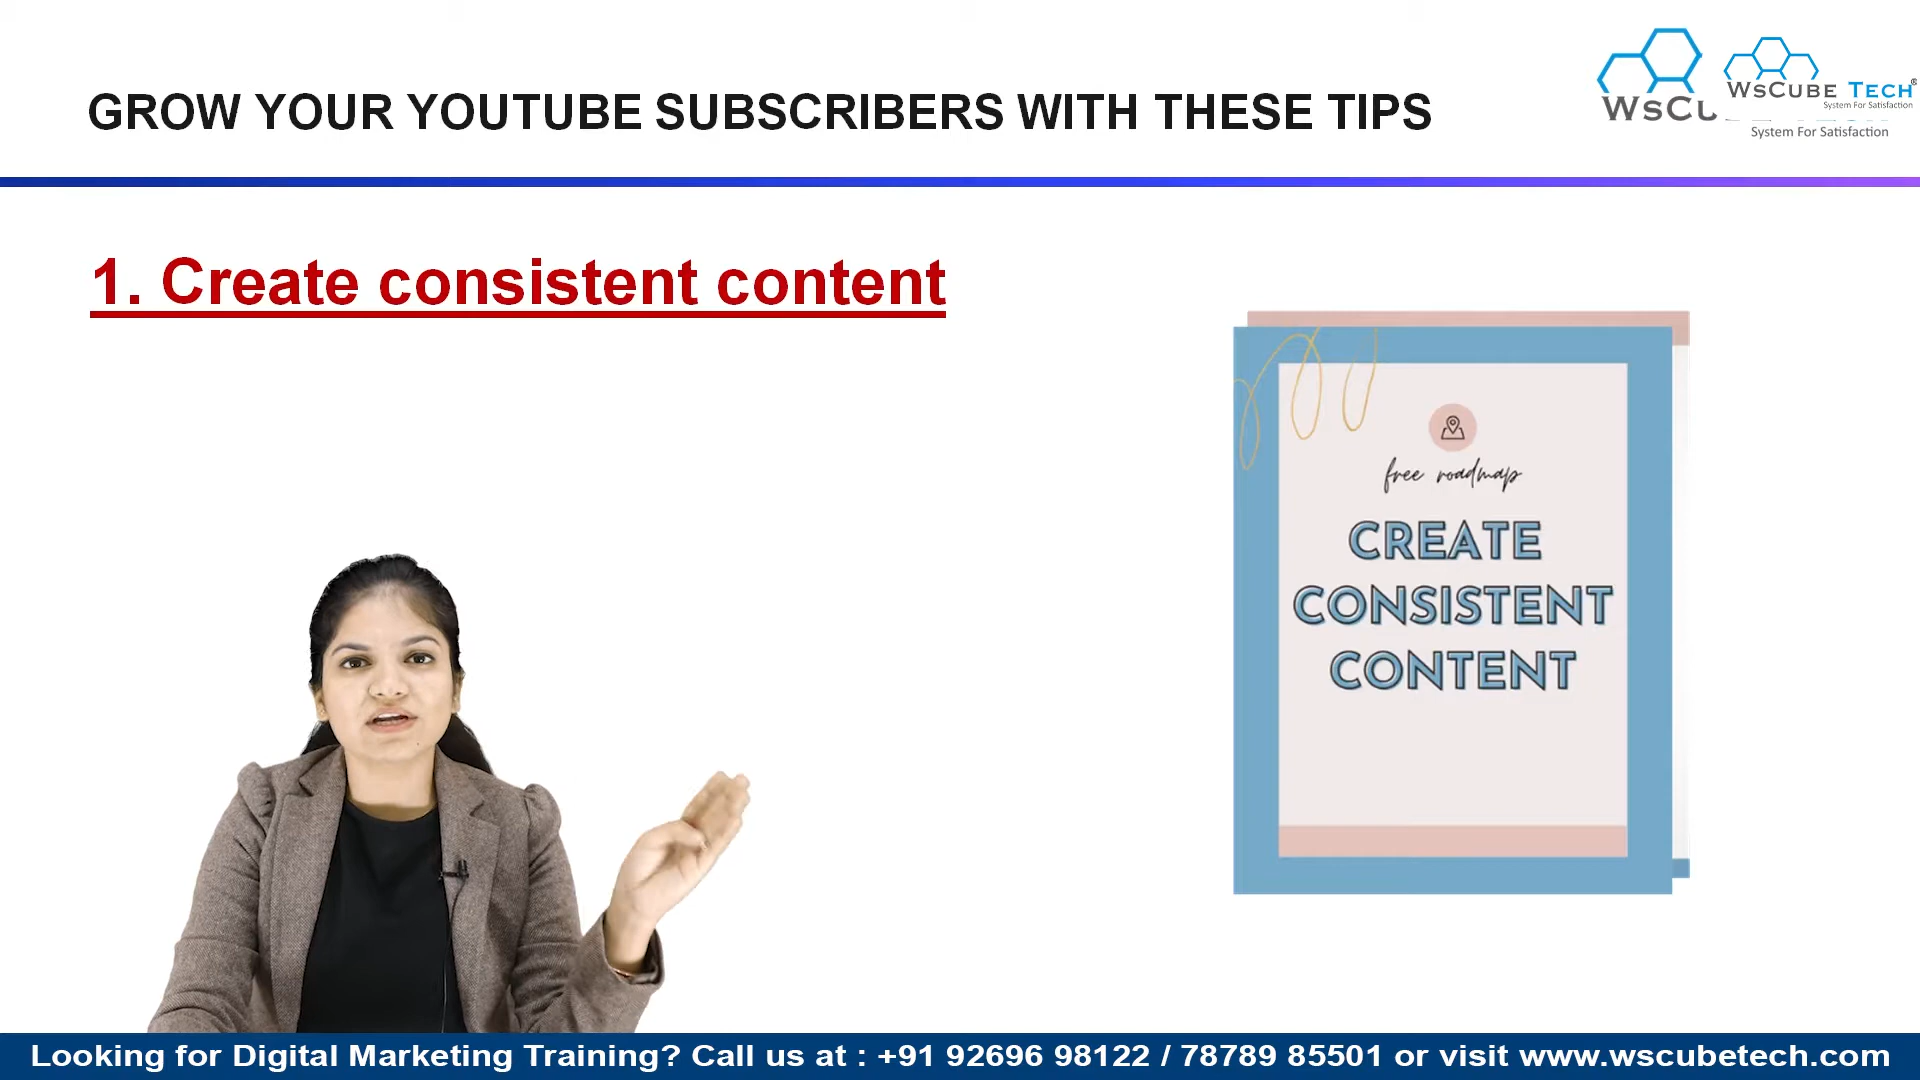 GROW YOUR YOUTUBE SUBSCRIBERS WITH THESE TIPS
WsCu
WsCube Tech®
System For Satisfaction
System For Satisfaction
1. Create consistent content
free roadmap
CREATE
CONSISTENT
CONTENT
Looking for Digital Marketing Training? Call us at : +91 92696 98122 / 78789 85501 or visit www.wscubetech.com